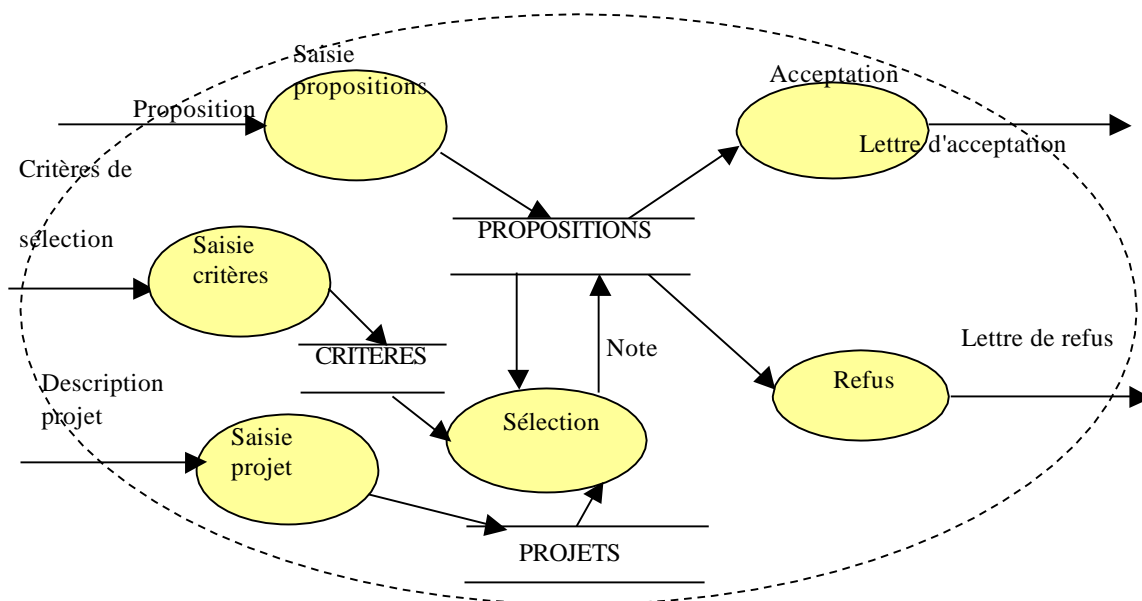 Saisie
propositions
Acceptation
Proposition
Lettre d'acceptation
Critères de
sélection
PROPOSITIONS
Saisie
critères
Note
Lettre de refus
CRITERES
Description
projet
Refus
Sélection
Saisie
projet
PROJETS